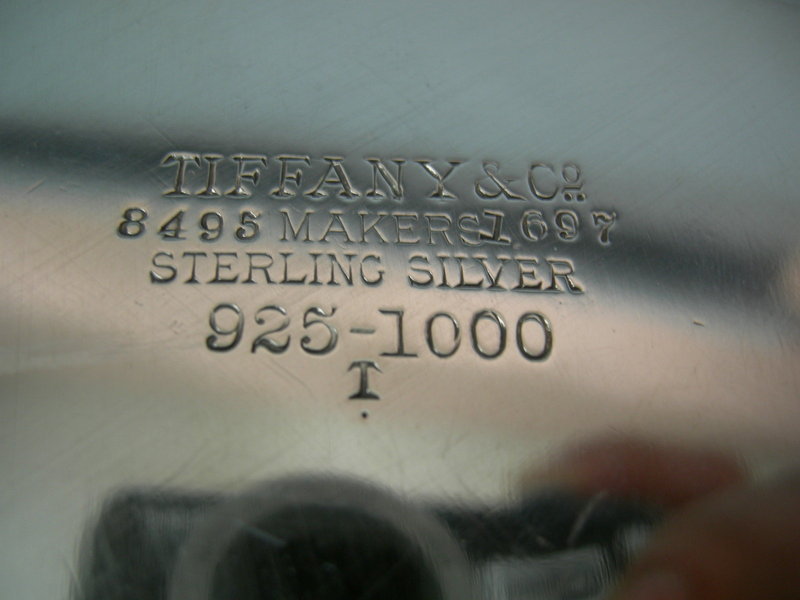 TIFFANY & Co.
8495 MAKERS 1697
STERLING SILVER
925-1000
T